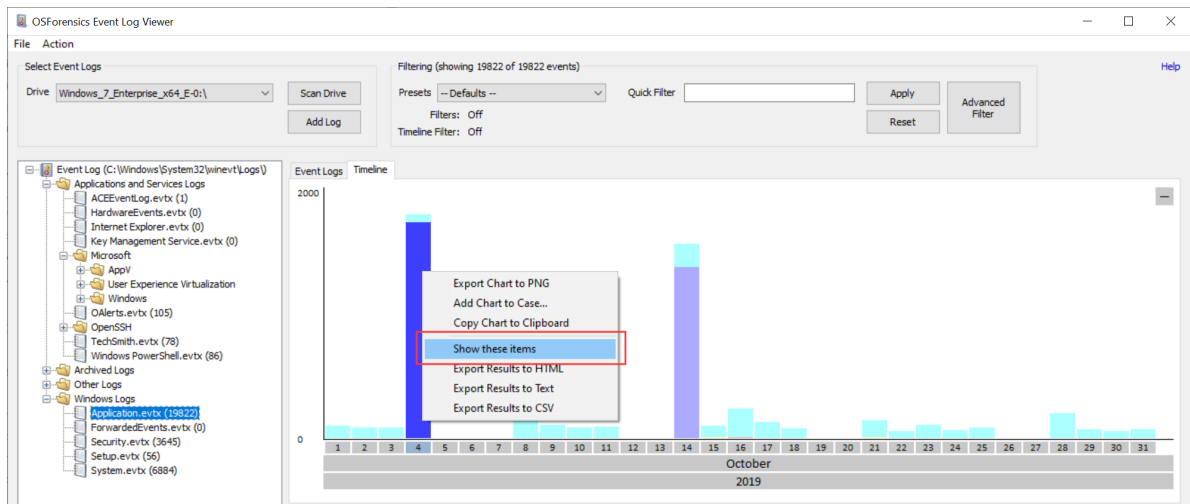 OSForensics Event Log Viewer
File Action
Select Event Logs
Drive Windows_7_Enterprise_x64_E-0:\
Scan Drive
Add Log
Filtering (showing 19822 of 19822 events)
Presets -- Defaults --
Quick Filter
Apply
Advanced Filter
Filters: Off
Reset
Timeline Filter: Off
Help
Event Log (C:\Windows\System32\winevt\Logs\)
Applications and Services Logs
ACEEventLog.evtx (1)
HardwareEvents.evtx (0)
Internet Explorer.evtx (0)
Key Management Service.evtx (0)
Microsoft
AppV
User Experience Virtualization
Windows
OAlerts.evtx (105)
OpenSSH
TechSmith.evtx (78)
Windows PowerShell.evtx (86)
Archived Logs
Other Logs
Windows Logs
Application.evtx (19822)
ForwardedEvents.evtx (0)
Security.evtx (3645)
Setup.evtx (56)
System.evtx (6884)
Event Logs Timeline
2000
Export Chart to PNG
Add Chart to Case...
Copy Chart to Clipboard
Show these items
Export Results to HTML
Export Results to Text
Export Results to CSV
0
1 2 3 4 5 6 7 8 9 10 11 12 13 14 15 16 17 18 19 20 21 22 23 24 25 26 27 28 29 30 31
October
2019